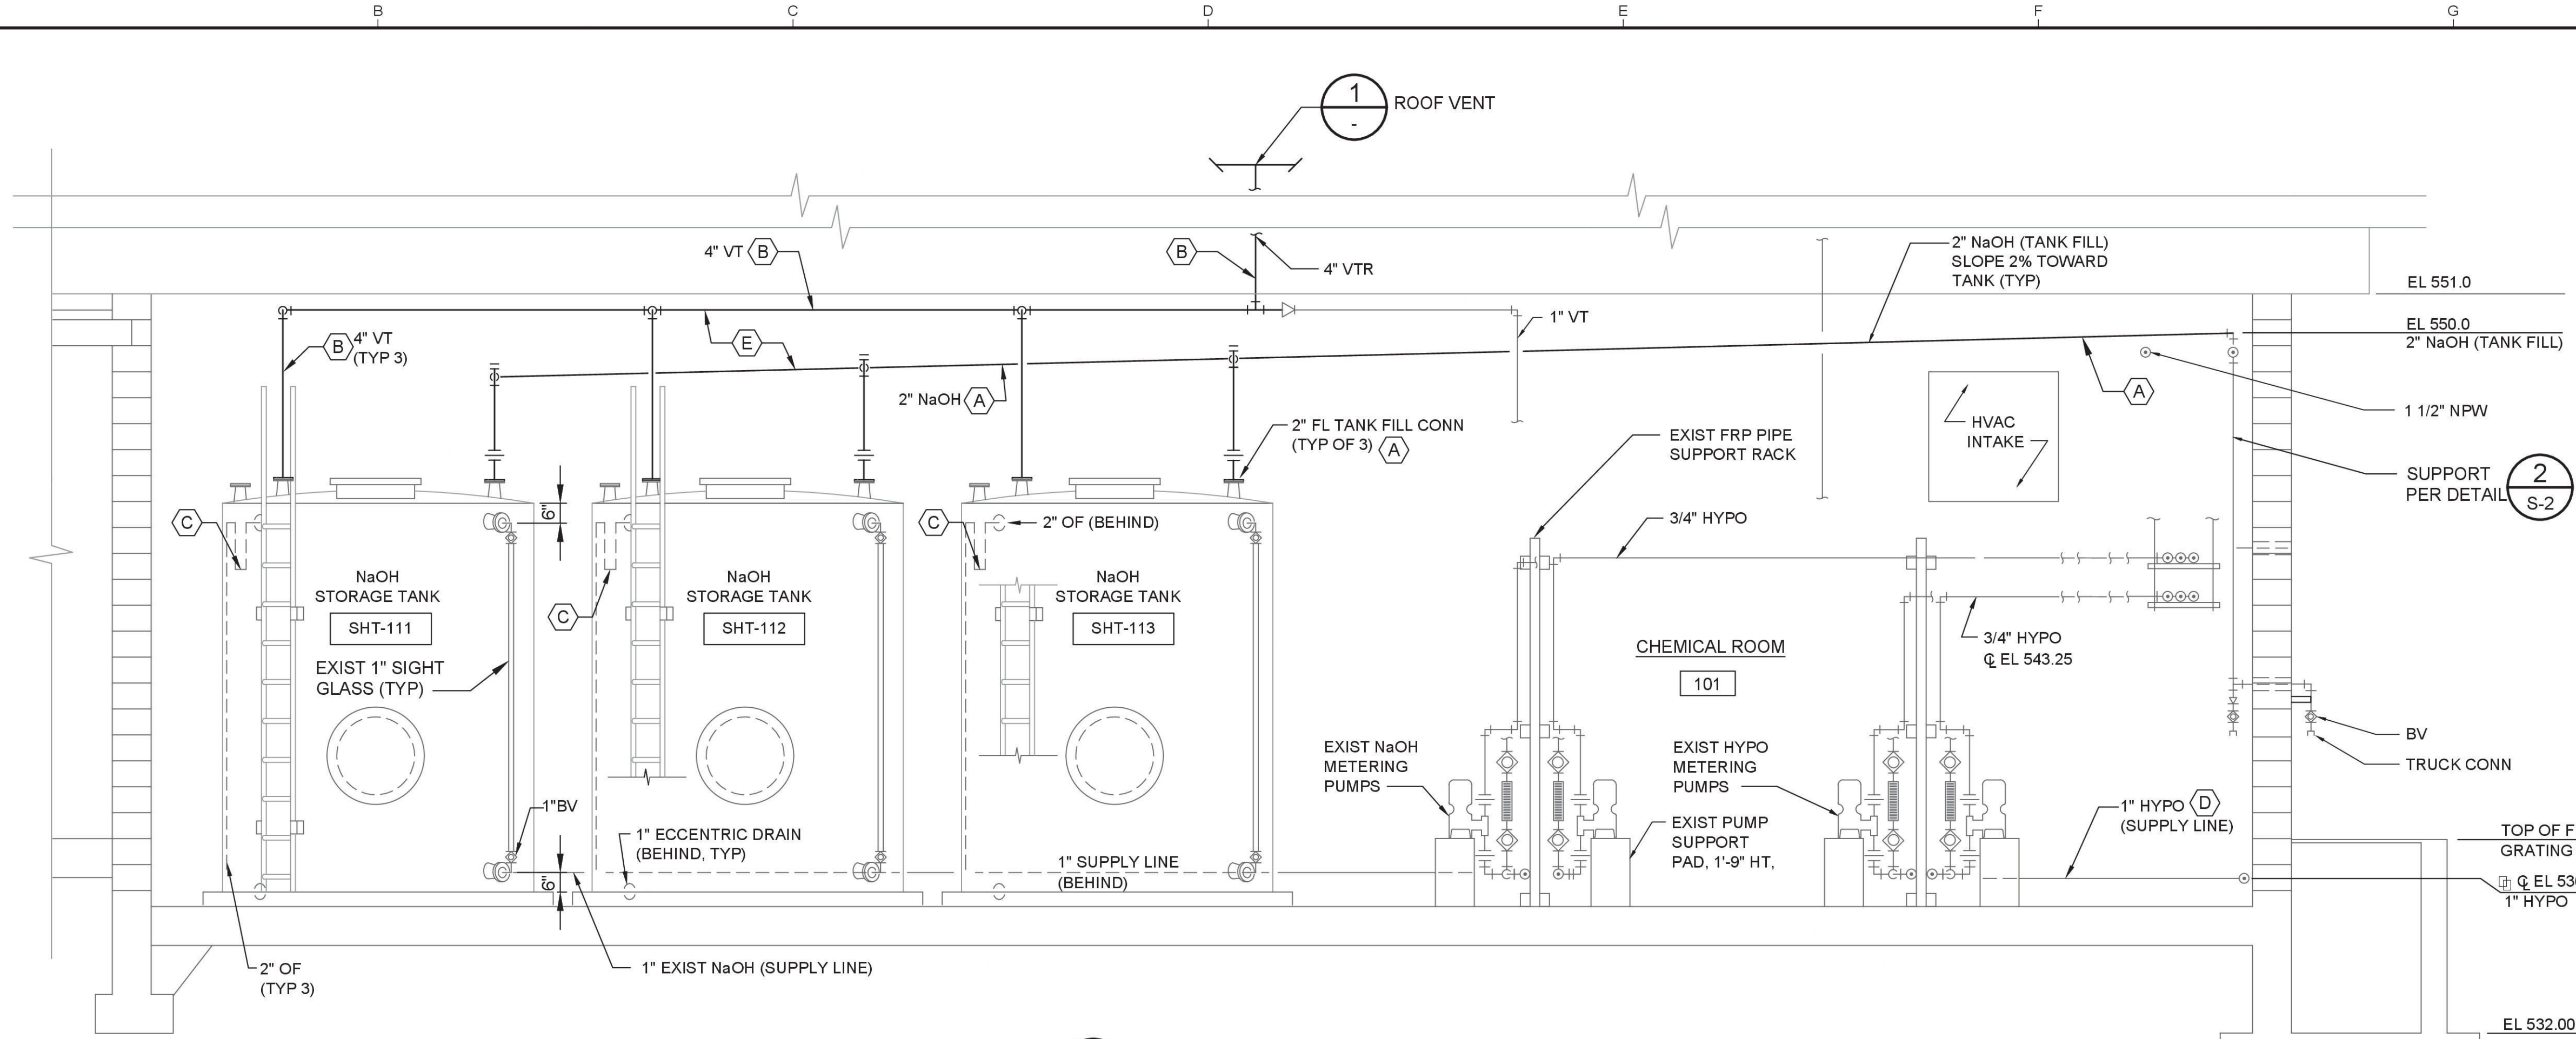 B C D E F G
1
-
ROOF VENT
4" VT B
B
4" VTR
2" NaOH (TANK FILL)
SLOPE 2% TOWARD
TANK (TYP)
EL 551.0
1" VT
EL 550.0
2" NaOH (TANK FILL)
B 4" VT
(TYP 3)
E
2" NaOH A
A
1 1/2" NPW
2" FL TANK FILL CONN
(TYP OF 3) A
HVAC
INTAKE
EXIST FRP PIPE
SUPPORT RACK
SUPPORT
PER DETAIL
2
S-2
6"
C
C
2" OF (BEHIND)
3/4" HYPO
NaOH
STORAGE TANK
SHT-111
NaOH
STORAGE TANK
SHT-112
NaOH
STORAGE TANK
SHT-113
C
EXIST 1" SIGHT
GLASS (TYP)
CHEMICAL ROOM
101
3/4" HYPO
℄ EL 543.25
EXIST NaOH
METERING
PUMPS
EXIST HYPO
METERING
PUMPS
BV
TRUCK CONN
1"BV
1" ECCENTRIC DRAIN
(BEHIND, TYP)
EXIST PUMP
SUPPORT
PAD, 1'-9" HT,
1" HYPO D
(SUPPLY LINE)
TOP OF F
GRATING
1" SUPPLY LINE
(BEHIND)
6"
℄ EL 53
1" HYPO
2" OF
(TYP 3)
1" EXIST NaOH (SUPPLY LINE)
EL 532.00